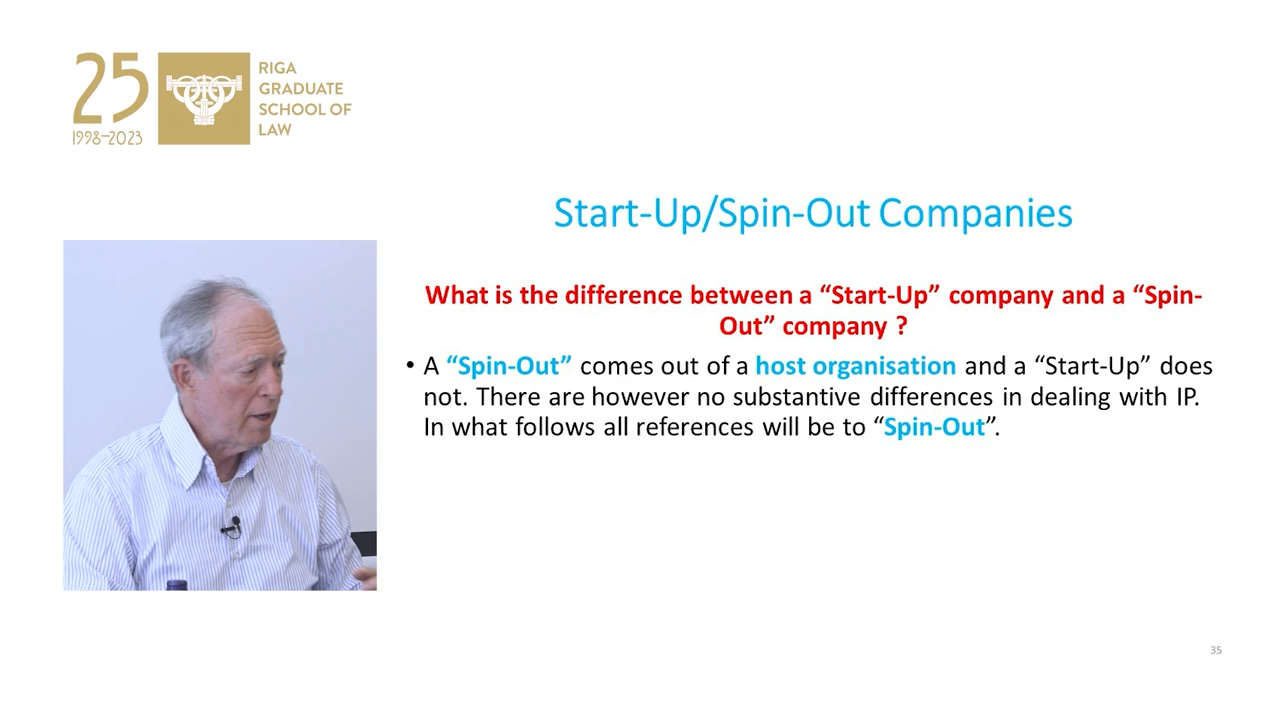 25
1998–2023
RIGA
GRADUATE
SCHOOL OF
LAW
Start-Up/Spin-Out Companies
What is the difference between a “Start-Up” company and a “Spin-
Out” company ?
• A “Spin-Out” comes out of a host organisation and a “Start-Up” does
not. There are however no substantive differences in dealing with IP.
In what follows all references will be to “Spin-Out”.
35